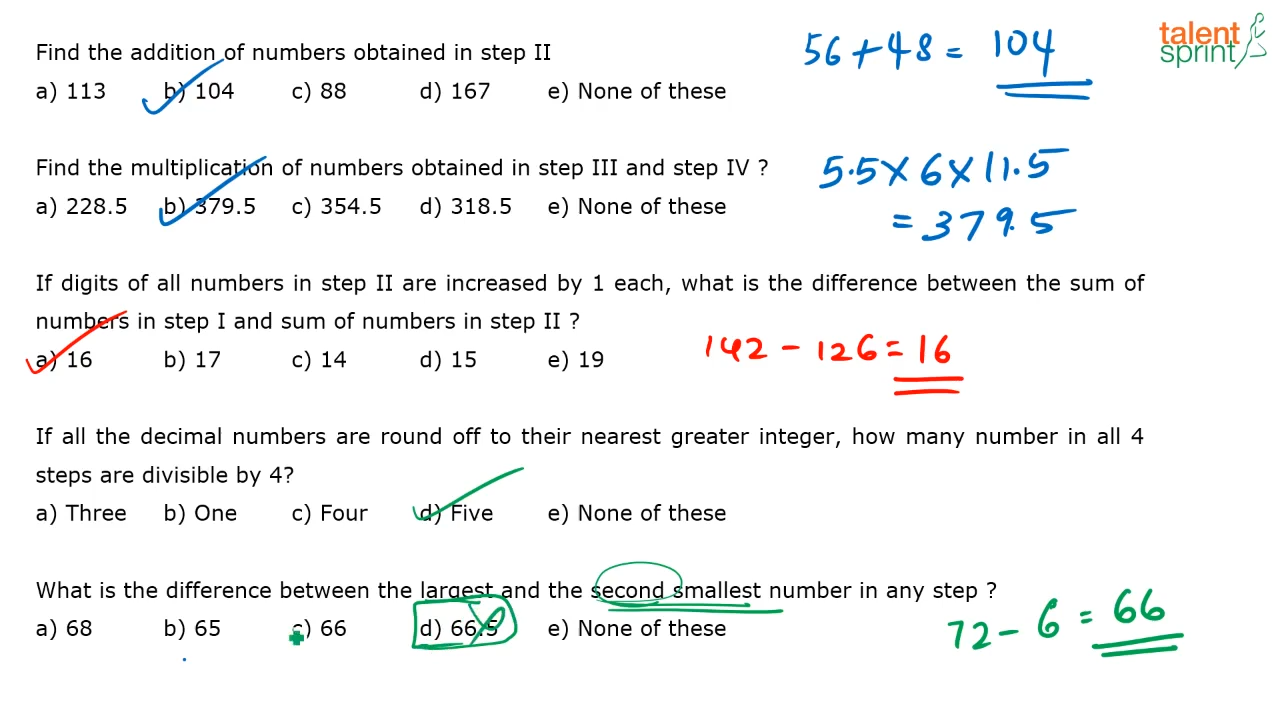 talent
sprint
Find the addition of numbers obtained in step II
56 + 48 = 104
a) 113 b) 104 c) 88 d) 167 e) None of these
Find the multiplication of numbers obtained in step III and step IV ?
5.5 × 6 × 11.5
a) 228.5 b) 379.5 c) 354.5 d) 318.5 e) None of these
= 379.5
If digits of all numbers in step II are increased by 1 each, what is the difference between the sum of
numbers in step I and sum of numbers in step II ?
a) 16 b) 17 c) 14 d) 15 e) 19
142 - 126 = 16
If all the decimal numbers are round off to their nearest greater integer, how many number in all 4
steps are divisible by 4?
a) Three b) One c) Four d) Five e) None of these
What is the difference between the largest and the second smallest number in any step ?
a) 68 b) 65 c) 66 d) 66.5 e) None of these
72 - 6 = 66